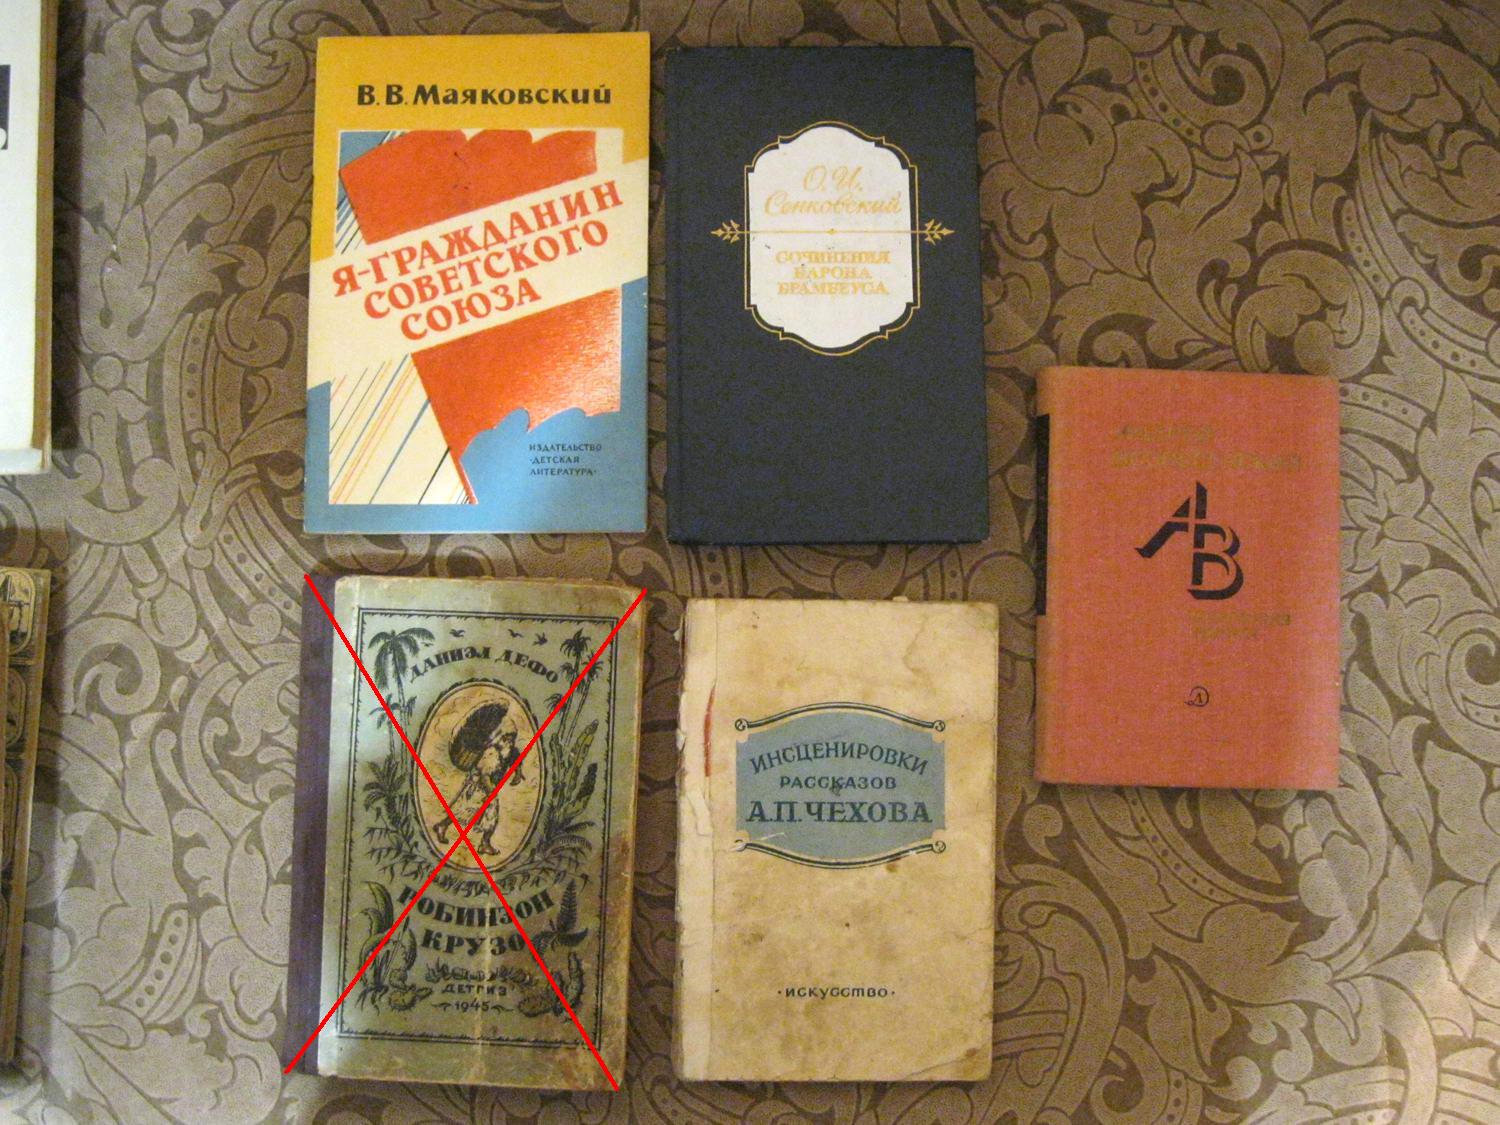 В. В. Маяковский
Я-ГРАЖДАНИН
СОВЕТСКОГО
СОЮЗА
ИЗДАТЕЛЬСТВО
·ДЕТСКАЯ
ЛИТЕРАТУРА·
О. И.
Сенковский
СОЧИНЕНИЯ
БАРОНА
БРАМБЕУСА
ДАНИЭЛ ДЕФО
РОБИНЗОН
КРУЗО
ДЕТГИЗ
1945
ИНСЦЕНИРОВКИ
РАССКАЗОВ
А.П.ЧЕХОВА
·ИСКУССТВО·
АВ